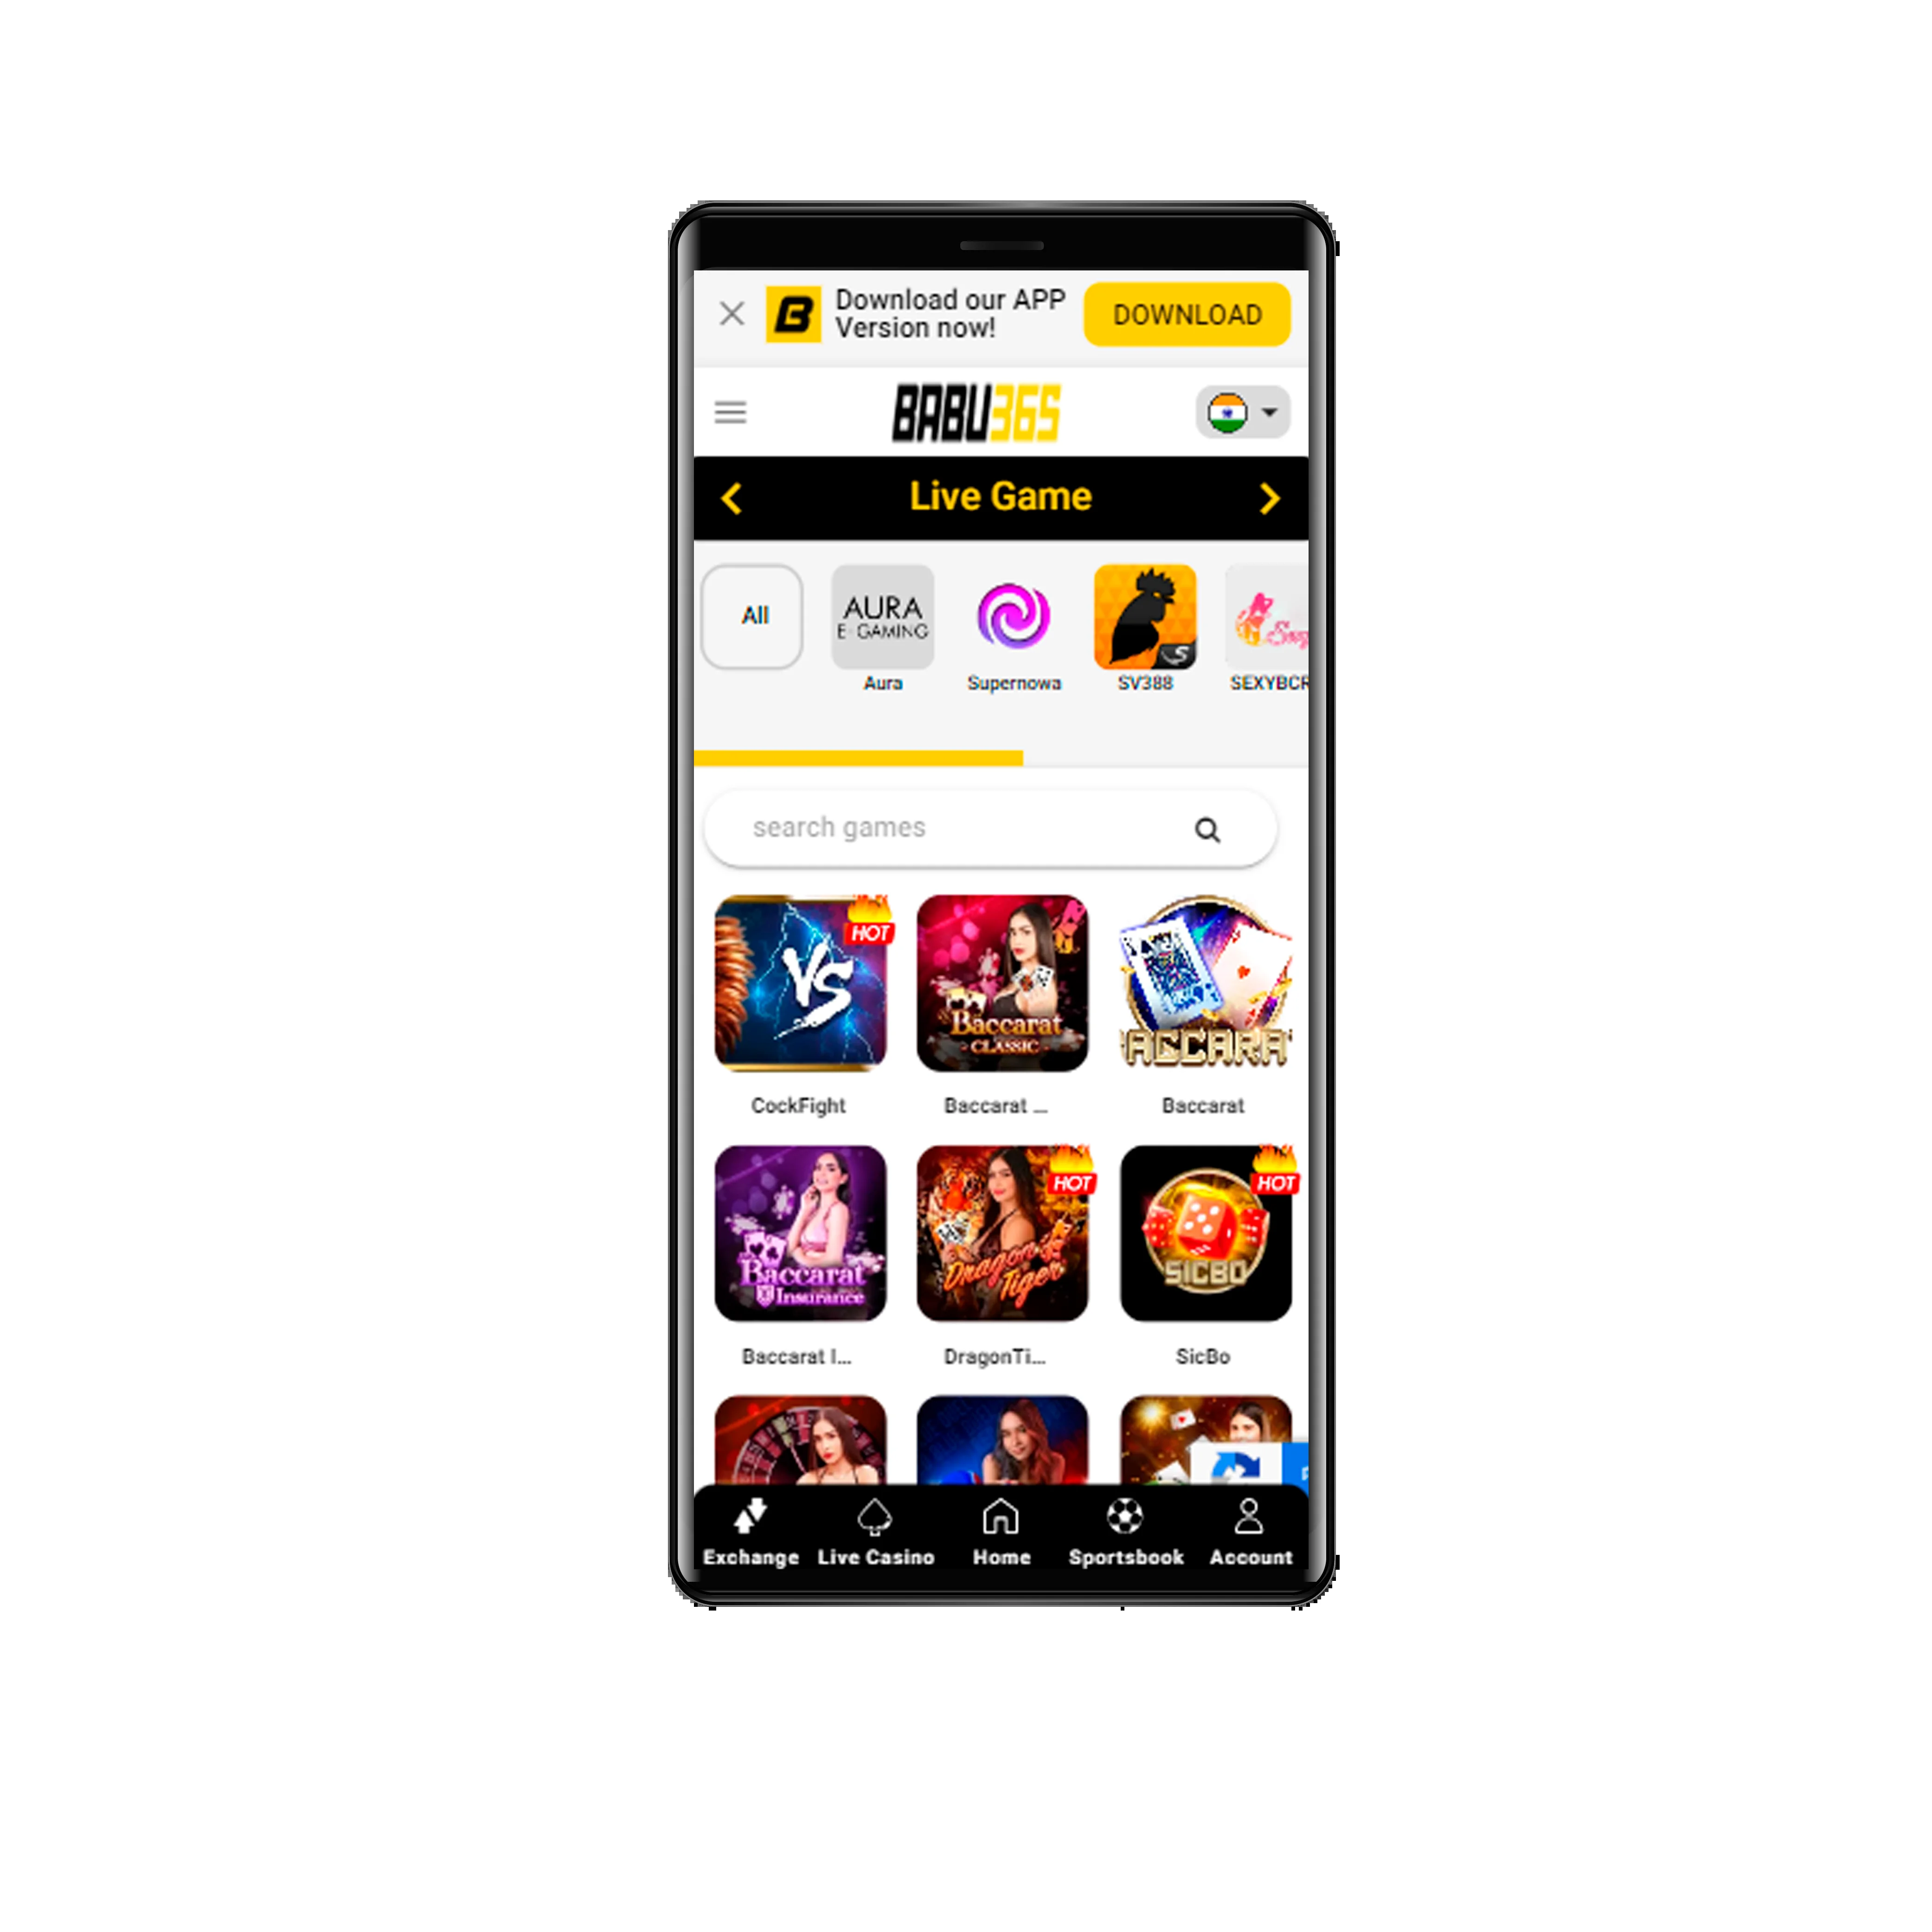 Download our APP
Version now!
DOWNLOAD
BABU365
Live Game
All
AURA
E GAMING
Aura
Supernowa
SV388
SEXYBCR
search games
HOT
VS
Baccarat
CLASSIC
ACCARA
CockFight
Baccarat ...
Baccarat
HOT
HOT
Baccarat
Insurance
Dragon
Tiger
SICBO
Baccarat I...
DragonTi...
SicBo
Exchange
Live Casino
Home
Sportsbook
Account